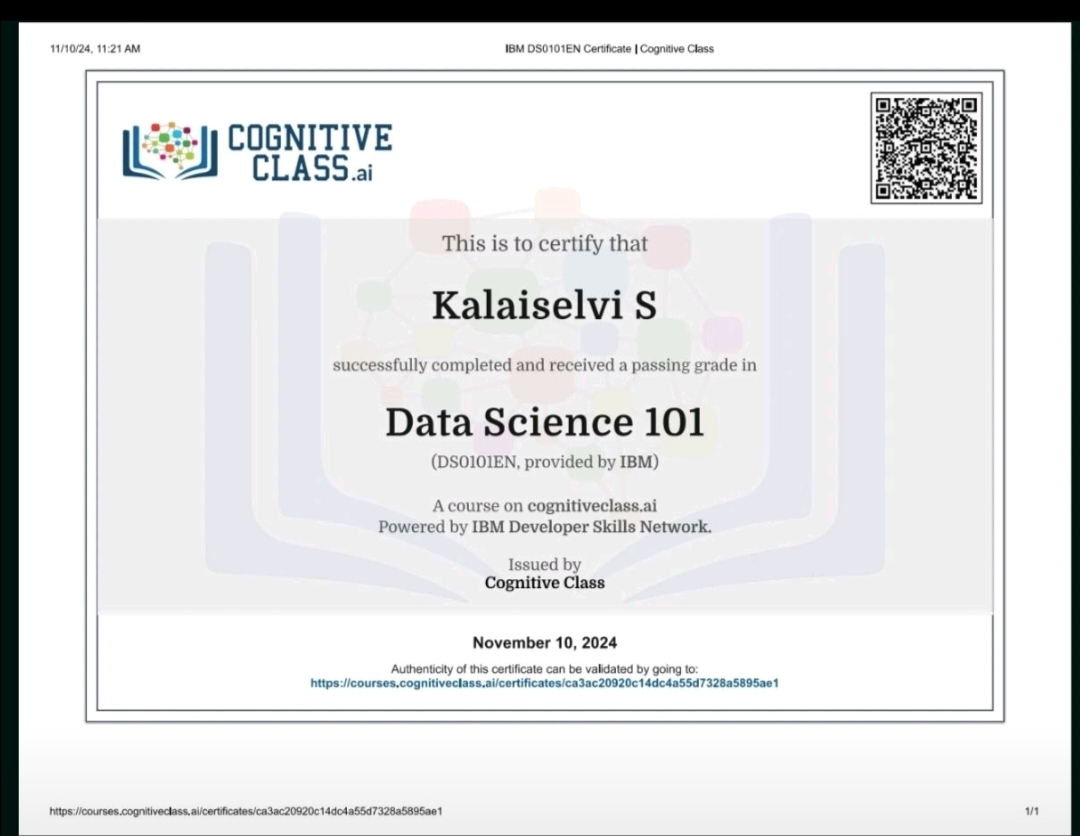 11/10/24, 11:21 AM
IBM DS0101EN Certificate | Cognitive Class
COGNITIVE
CLASS.ai
This is to certify that
Kalaiselvi S
successfully completed and received a passing grade in
Data Science 101
(DS0101EN, provided by IBM)
A course on cognitiveclass.ai
Powered by IBM Developer Skills Network.
Issued by
Cognitive Class
November 10, 2024
Authenticity of this certificate can be validated by going to:
https://courses.cognitiveclass.ai/certificates/ca3ac20920c14dc4a55d7328a5895ae1
https://courses.cognitiveclass.ai/certificates/ca3ac20920c14dc4a55d7328a5895ae1
1/1